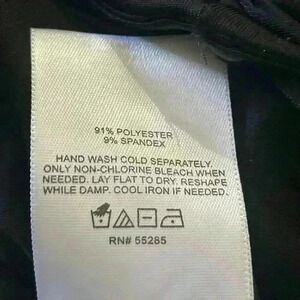 91% POLYESTER
9% SPANDEX
HAND WASH COLD SEPARATELY.
ONLY NON-CHLORINE BLEACH WHEN
NEEDED. LAY FLAT TO DRY. RESHAPE
WHILE DAMP. COOL IRON IF NEEDED.
RN# 55285